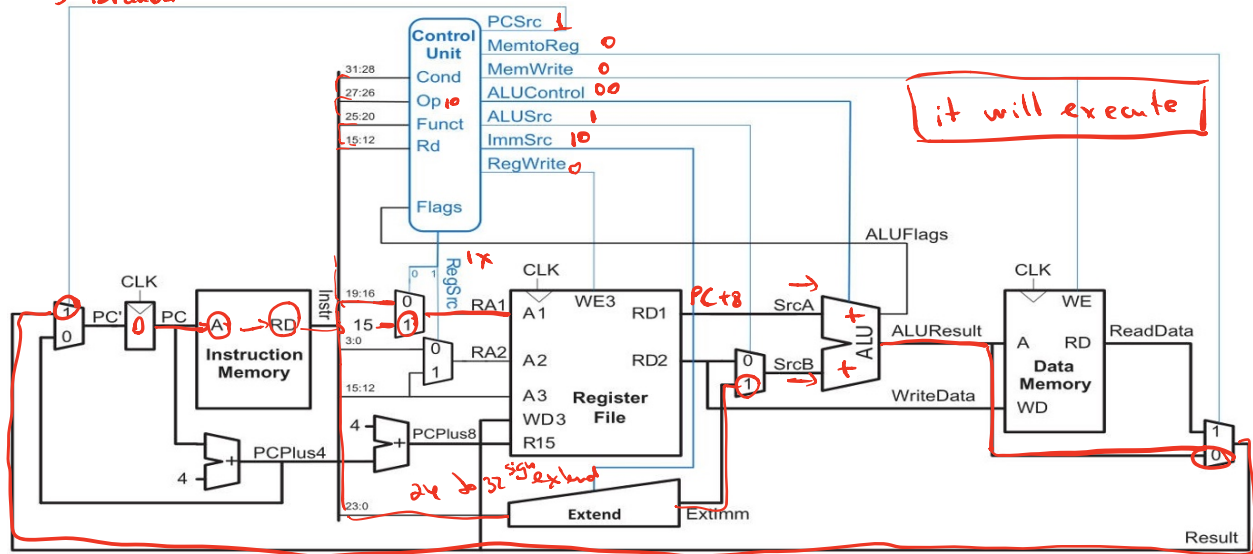 PCSrc 1
Control Unit
MemtoReg 0
31:28 Cond
MemWrite 0
27:26 Op 10
ALUControl 00
25:20 Funct
ALUSrc 1
15:12 Rd
ImmSrc 10
RegWrite 0
it will execute
Flags
ALUFlags
0 1 RegSrc 1x
CLK
CLK
CLK
19:16 0 RA1 A1 WE3 RD1 PC+8 SrcA
WE
1 0 PC' 0 PC A RD Instr
15 1
+ ALU ALUResult A RD ReadData
Instruction Memory
3:0 0 RA2 A2 RD2 0 SrcB
1 1 + Data Memory
15:12 A3 Register File
WriteData WD
WD3
4 + PCPlus8 R15
1 0
4 + PCPlus4
24 to 32 sign extend
23:0 Extend ExtImm
Result